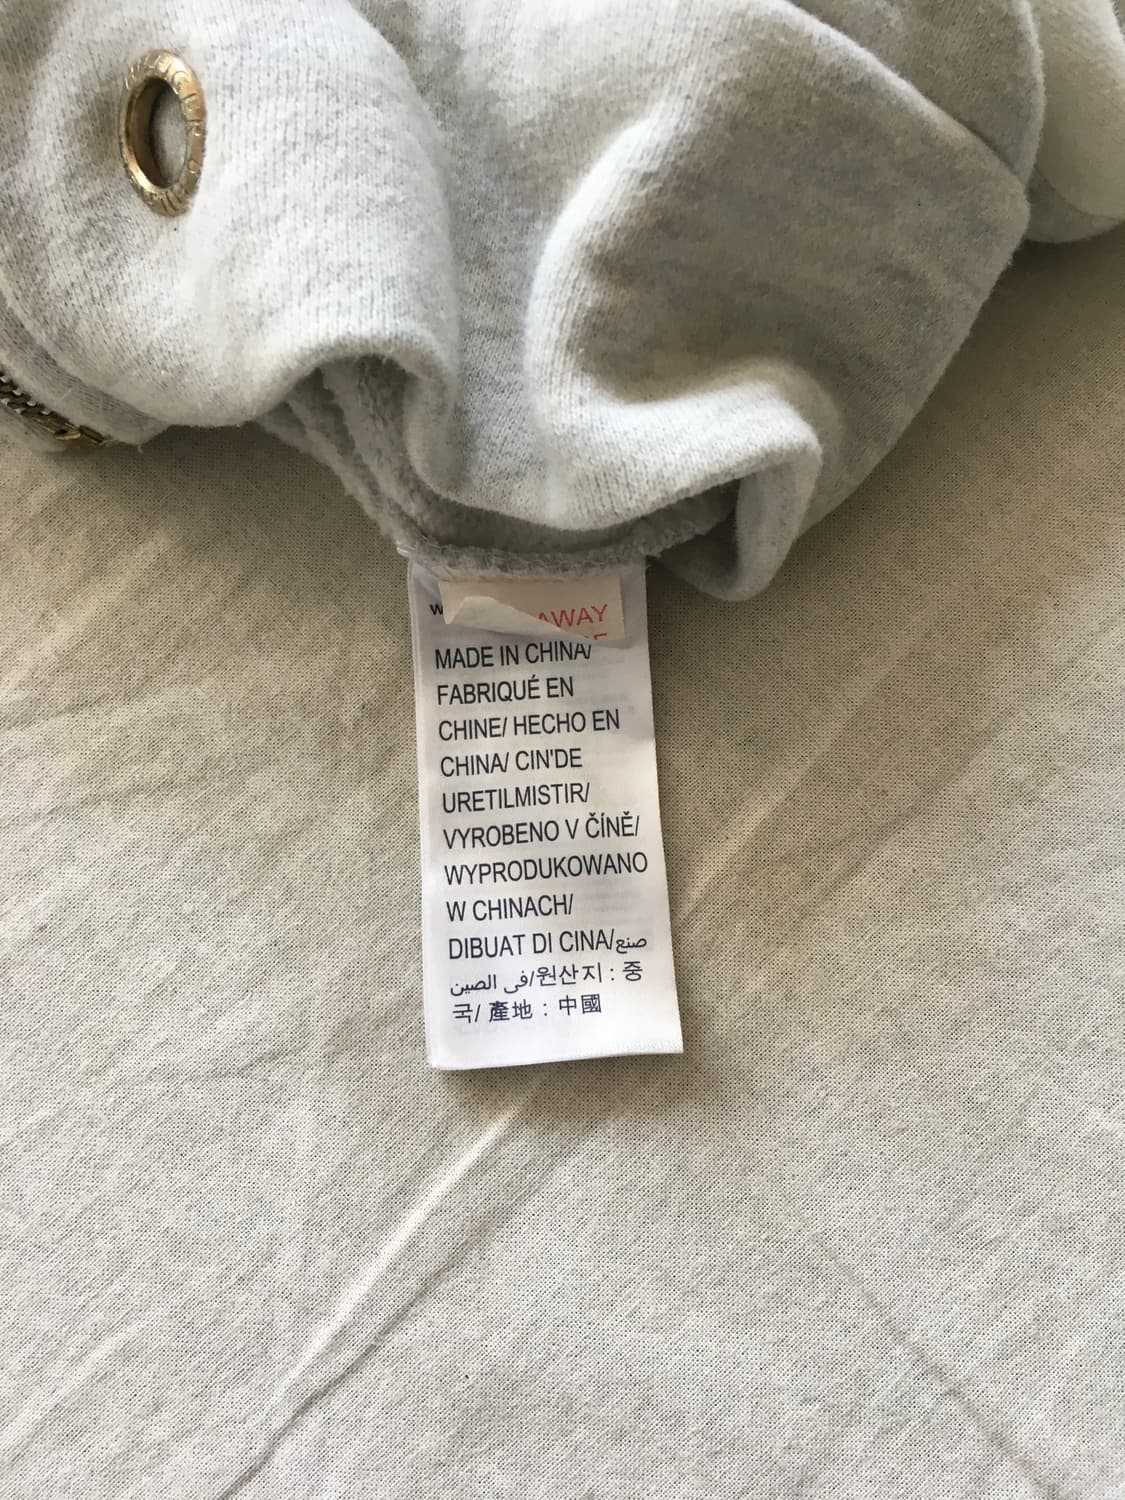 W
AWAY
MADE IN CHINA/
FABRIQUÉ EN
CHINE/ HECHO EN
CHINA/ CIN'DE
URETILMISTIR/
VYROBENO V ČÍNĚ/
WYPRODUKOWANO
W CHINACH/
DIBUAT DI CINA/صنع
فى الصين/원산지 : 중
국/ 產地 : 中國